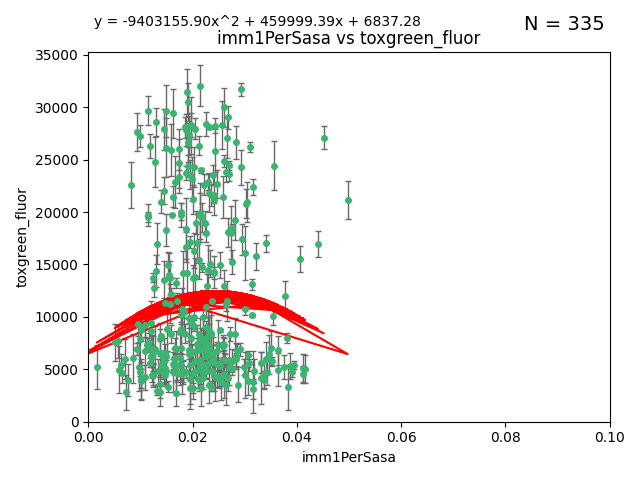 y = -9403155.90x^2 + 459999.39x + 6837.28
N = 335
imm1PerSasa vs toxgreen_fluor
35000
30000
25000
20000
15000
10000
5000
0
toxgreen_fluor
0.00 0.02 0.04 0.06 0.08 0.10
imm1PerSasa